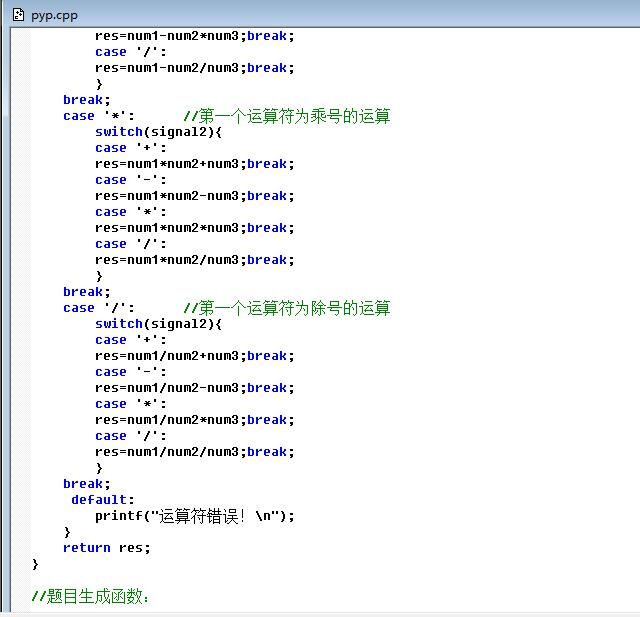 pyp.cpp
res=num1-num2*num3;break;
case '/':
res=num1-num2/num3;break;
}
break;
case '*': //第一个运算符为乘号的运算
switch(signal2){
case '+':
res=num1*num2+num3;break;
case '-':
res=num1*num2-num3;break;
case '*':
res=num1*num2*num3;break;
case '/':
res=num1*num2/num3;break;
}
break;
case '/': //第一个运算符为除号的运算
switch(signal2){
case '+':
res=num1/num2+num3;break;
case '-':
res=num1/num2-num3;break;
case '*':
res=num1/num2*num3;break;
case '/':
res=num1/num2/num3;break;
}
break;
default:
printf("运算符错误！\n");
}
return res;
}
//题目生成函数：